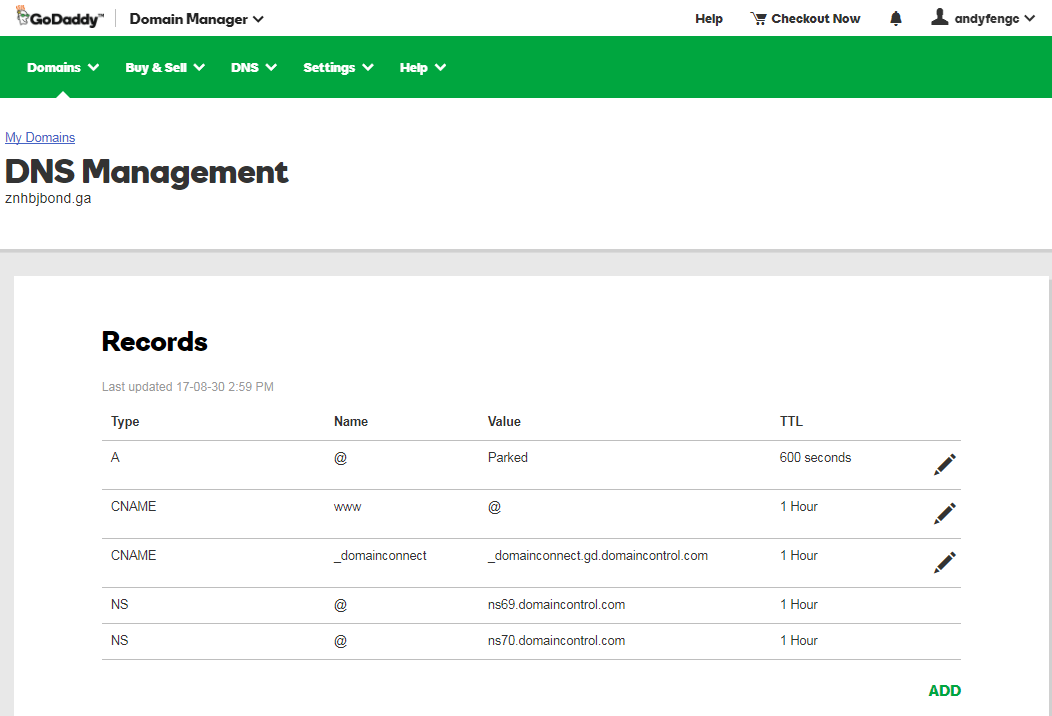 GoDaddy™ Domain Manager Help Checkout Now andyfengc
Domains Buy & Sell DNS Settings Help
My Domains
DNS Management
znhbjbond.ga
Records
Last updated 17-08-30 2:59 PM
Type Name Value TTL
A @ Parked 600 seconds
CNAME www @ 1 Hour
CNAME _domainconnect _domainconnect.gd.domaincontrol.com 1 Hour
NS @ ns69.domaincontrol.com 1 Hour
NS @ ns70.domaincontrol.com 1 Hour
ADD